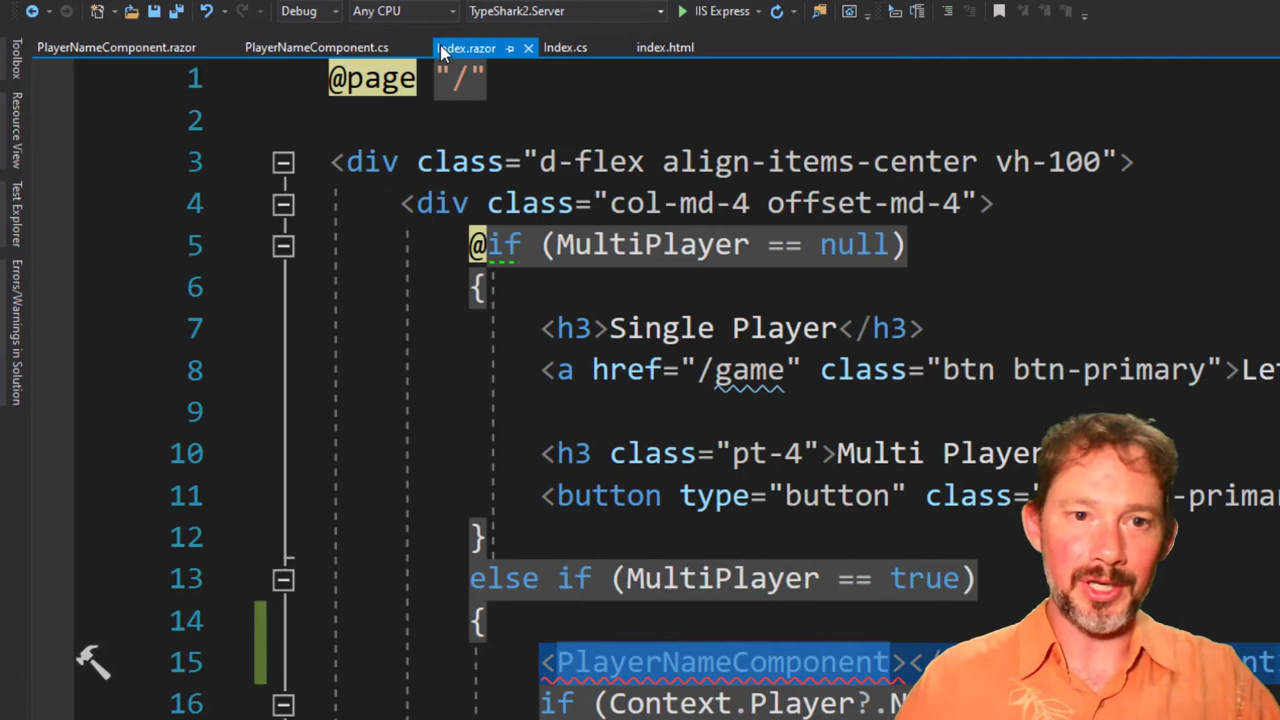 Debug Any CPU TypeShark2.Server IIS Express
PlayerNameComponent.razor PlayerNameComponent.cs Index.razor Index.cs index.html
Toolbox
Resource View
Test Explorer
Errors/Warnings in Solution
1 @page "/"
2
3 <div class="d-flex align-items-center vh-100">
4 <div class="col-md-4 offset-md-4">
5 @if (MultiPlayer == null)
6 {
7 <h3>Single Player</h3>
8 <a href="/game" class="btn btn-primary">Le
9
10 <h3 class="pt-4">Multi Player
11 <button type="button" class=
12 }
13 else if (MultiPlayer == true)
14 {
15 <PlayerNameComponent></
16 if (Context.Player?.N